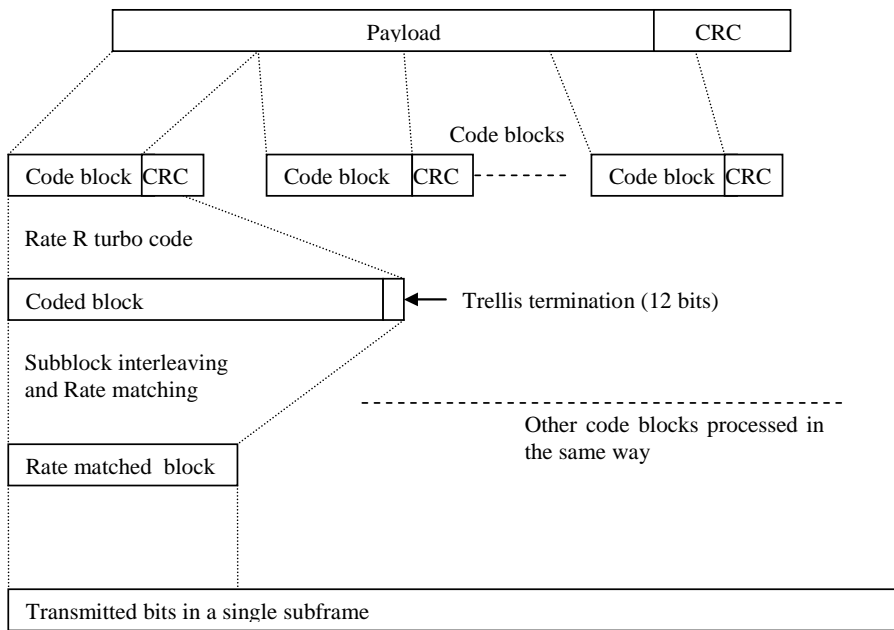 Payload CRC
Code blocks
Code block CRC Code block CRC Code block CRC
Rate R turbo code
Coded block
Trellis termination (12 bits)
Subblock interleaving
and Rate matching
Other code blocks processed in
the same way
Rate matched block
Transmitted bits in a single subframe